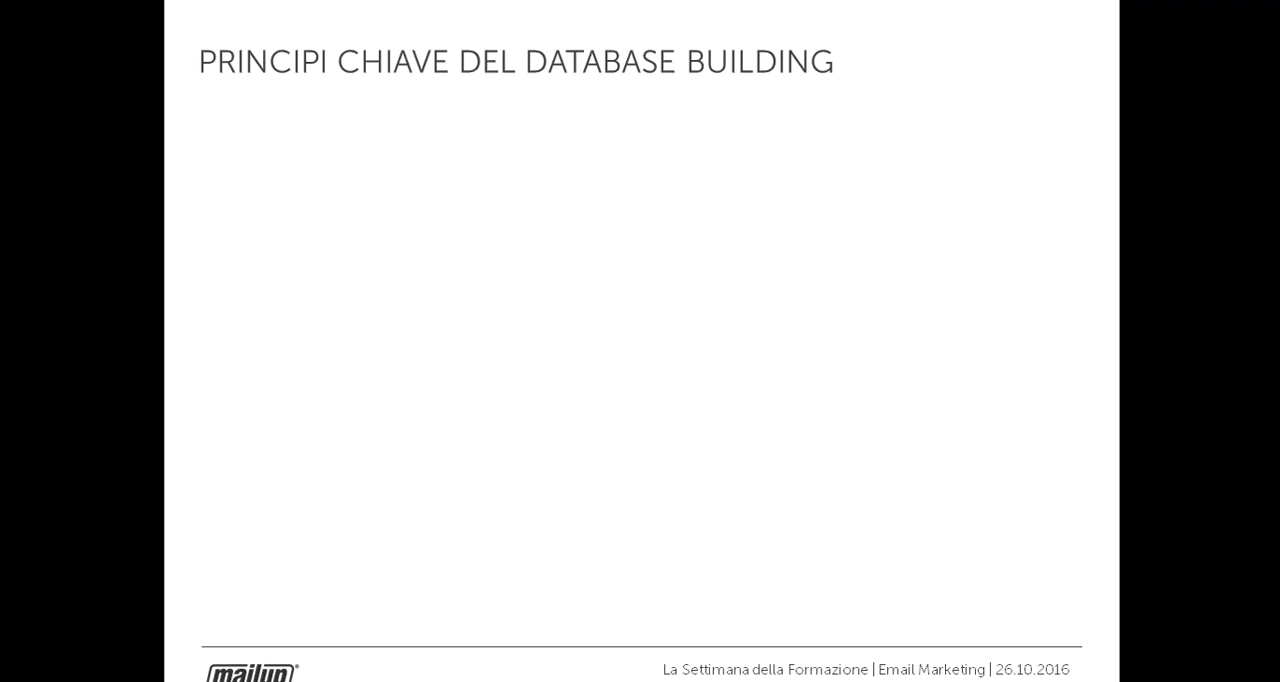 PRINCIPI CHIAVE DEL DATABASE BUILDING
mailup®
La Settimana della Formazione | Email Marketing | 26.10.2016